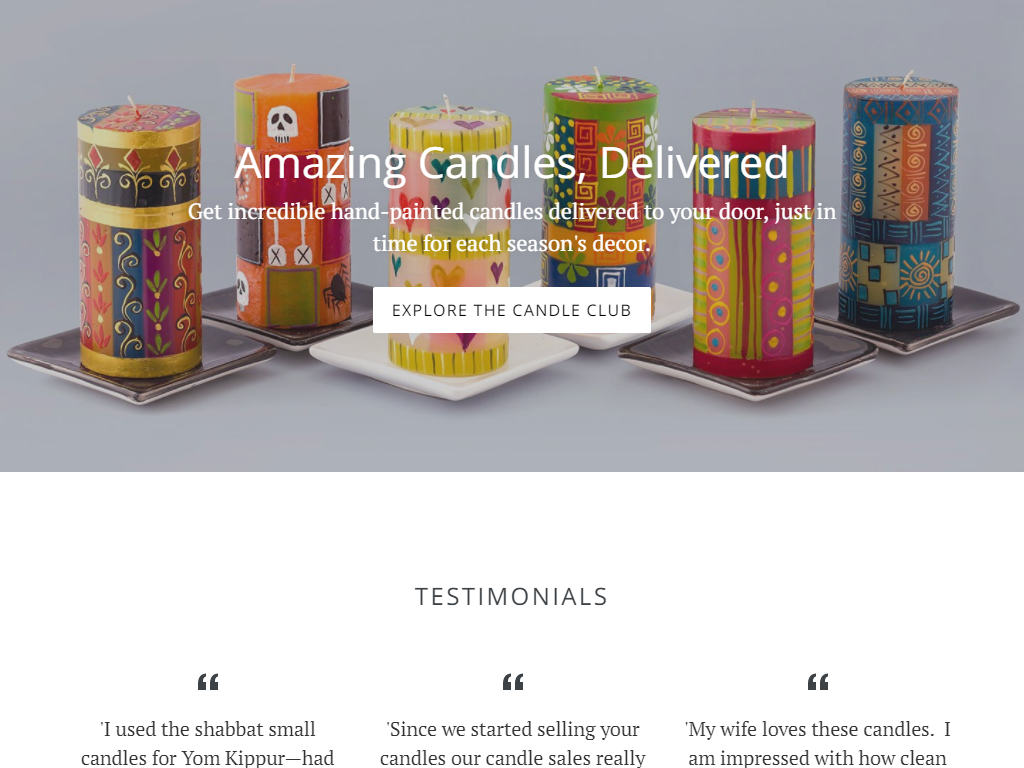 Amazing Candles, Delivered
Get incredible hand-painted candles delivered to your door, just in
time for each season's decor.
EXPLORE THE CANDLE CLUB
TESTIMONIALS
“ “ “
'I used the shabbat small
candles for Yom Kippur—had
'Since we started selling your
candles our candle sales really
'My wife loves these candles.  I
am impressed with how clean